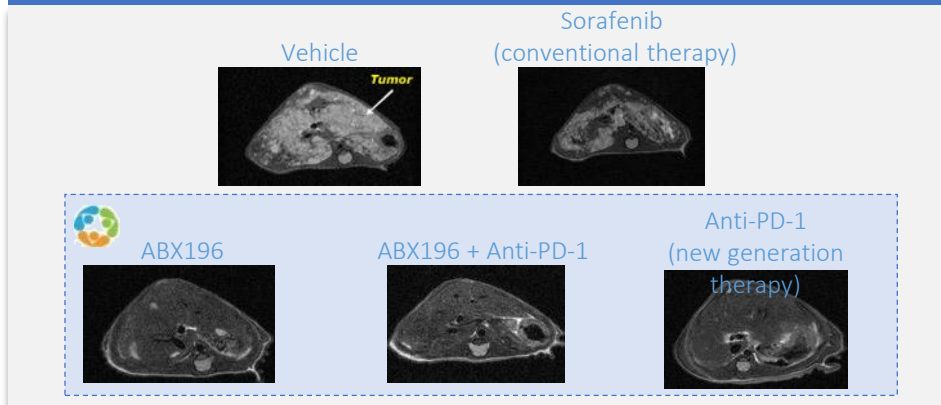 Vehicle
Sorafenib
(conventional therapy)
Tumor
ABX196
ABX196 + Anti-PD-1
Anti-PD-1
(new generation
therapy)